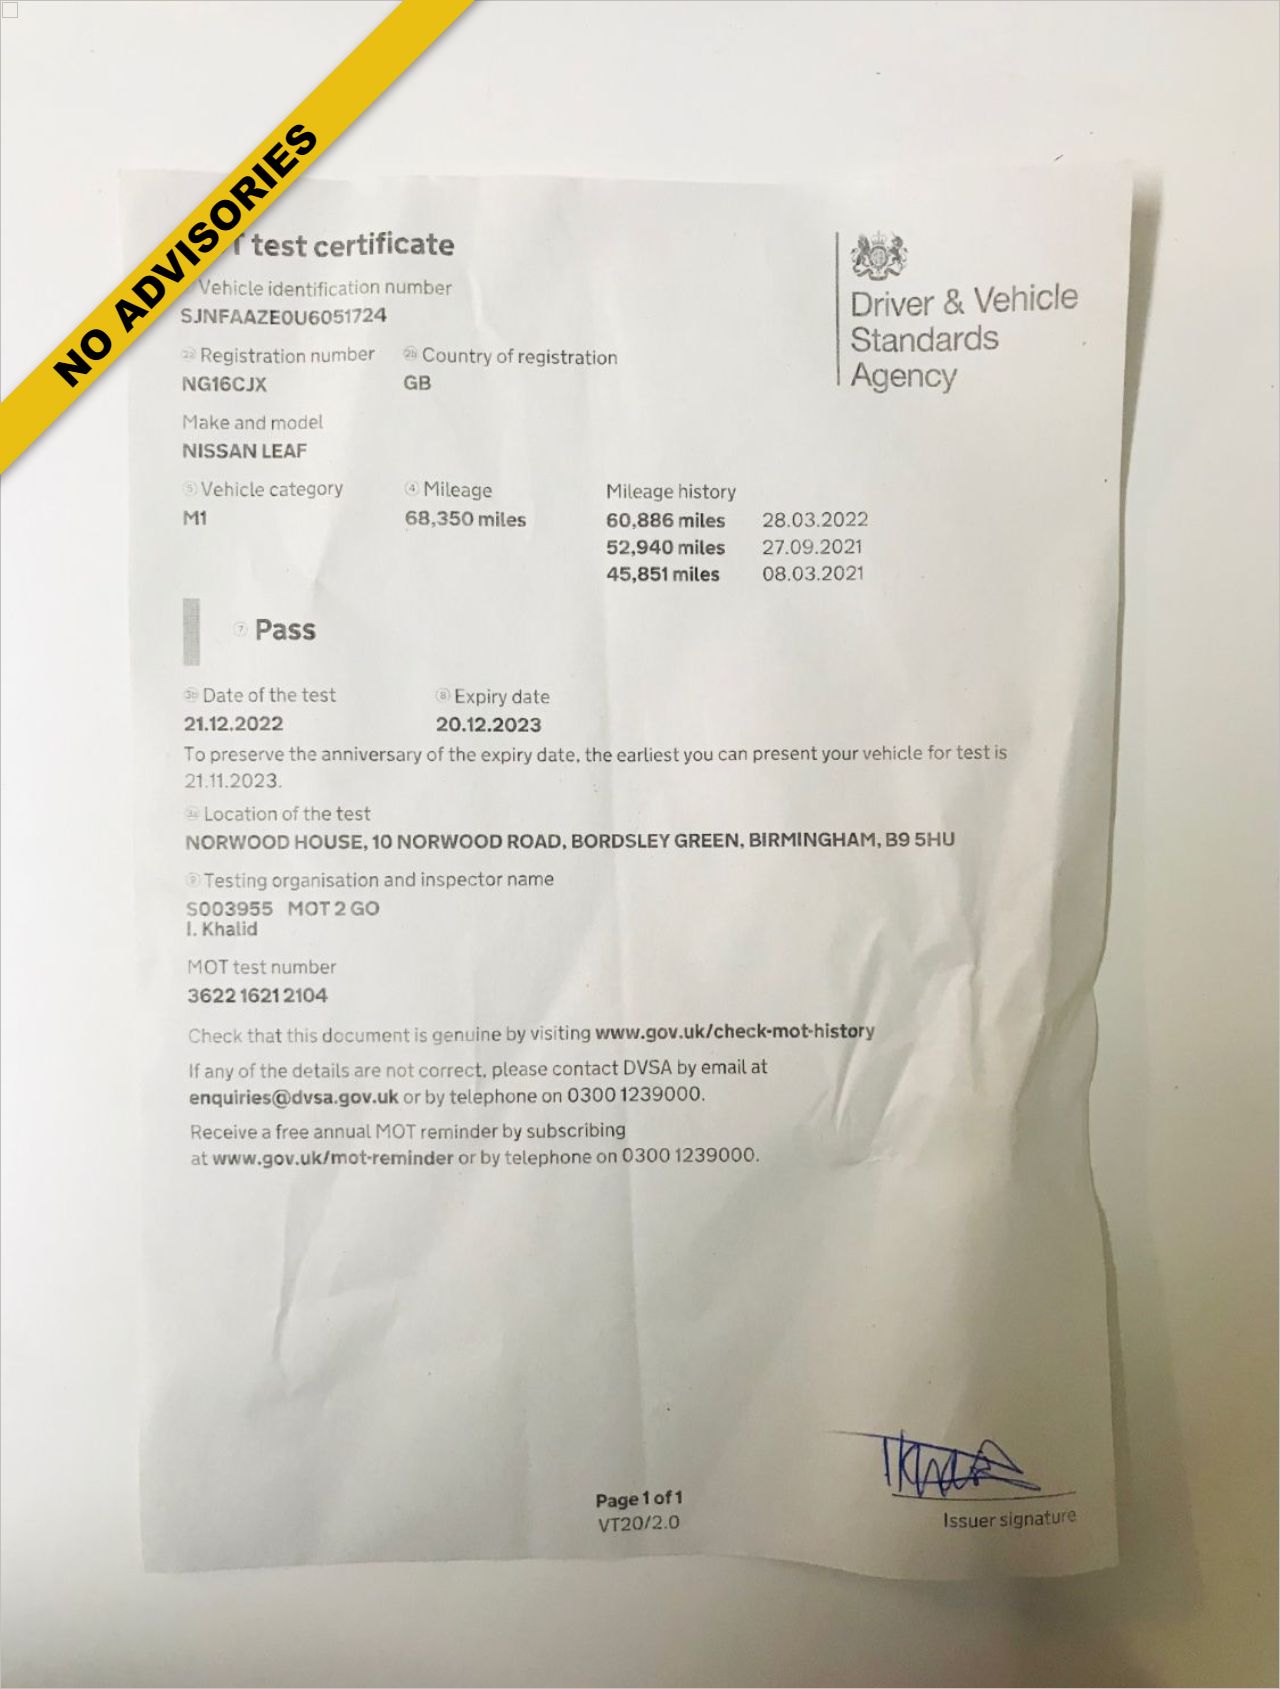 NO ADVISORIES
T test certificate
Vehicle identification number
SJNFAAZE0U6051724
2a Registration number 2b Country of registration
NG16CJX GB
Make and model
NISSAN LEAF
5 Vehicle category 4 Mileage Mileage history
M1 68,350 miles 60,886 miles 28.03.2022
52,940 miles 27.09.2021
45,851 miles 08.03.2021
7 Pass
3b Date of the test 8 Expiry date
21.12.2022 20.12.2023
To preserve the anniversary of the expiry date, the earliest you can present your vehicle for test is
21.11.2023.
3a Location of the test
NORWOOD HOUSE, 10 NORWOOD ROAD, BORDSLEY GREEN, BIRMINGHAM, B9 5HU
9 Testing organisation and inspector name
S003955 MOT 2 GO
I. Khalid
MOT test number
3622 1621 2104
Check that this document is genuine by visiting www.gov.uk/check-mot-history
If any of the details are not correct, please contact DVSA by email at
enquiries@dvsa.gov.uk or by telephone on 0300 1239000.
Receive a free annual MOT reminder by subscribing
at www.gov.uk/mot-reminder or by telephone on 0300 1239000.
Driver & Vehicle
Standards
Agency
Page 1 of 1
VT20/2.0
Issuer signature